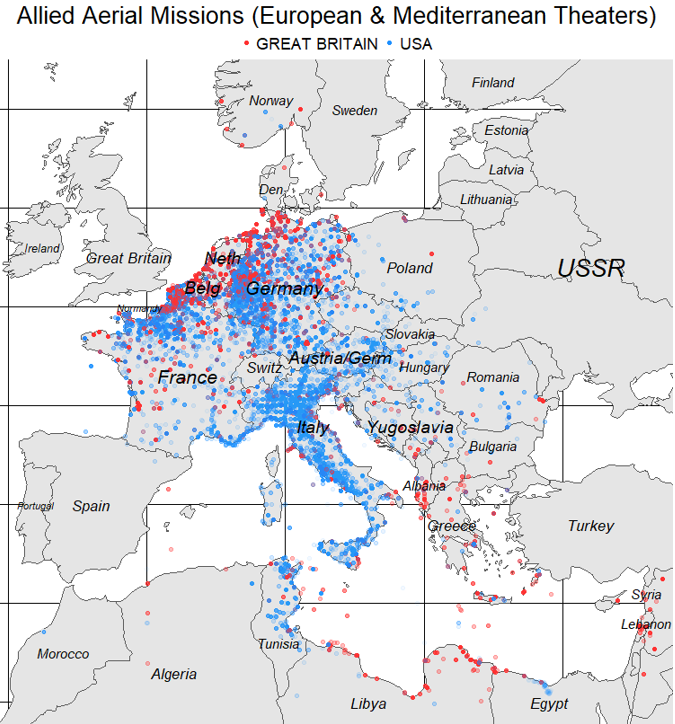 Allied Aerial Missions (European & Mediterranean Theaters)
GREAT BRITAIN USA
Finland
Norway
Sweden
Estonia
Latvia
Den
Lithuania
Ireland
Great Britain
Neth
Poland
USSR
Belg
Germany
Normandy
Slovakia
Austria/Germ
Switz
Hungary
France
Romania
Italy
Yugoslavia
Bulgaria
Albania
Portugal
Spain
Greece
Turkey
Syria
Lebanon
Tunisia
Morocco
Algeria
Libya
Egypt